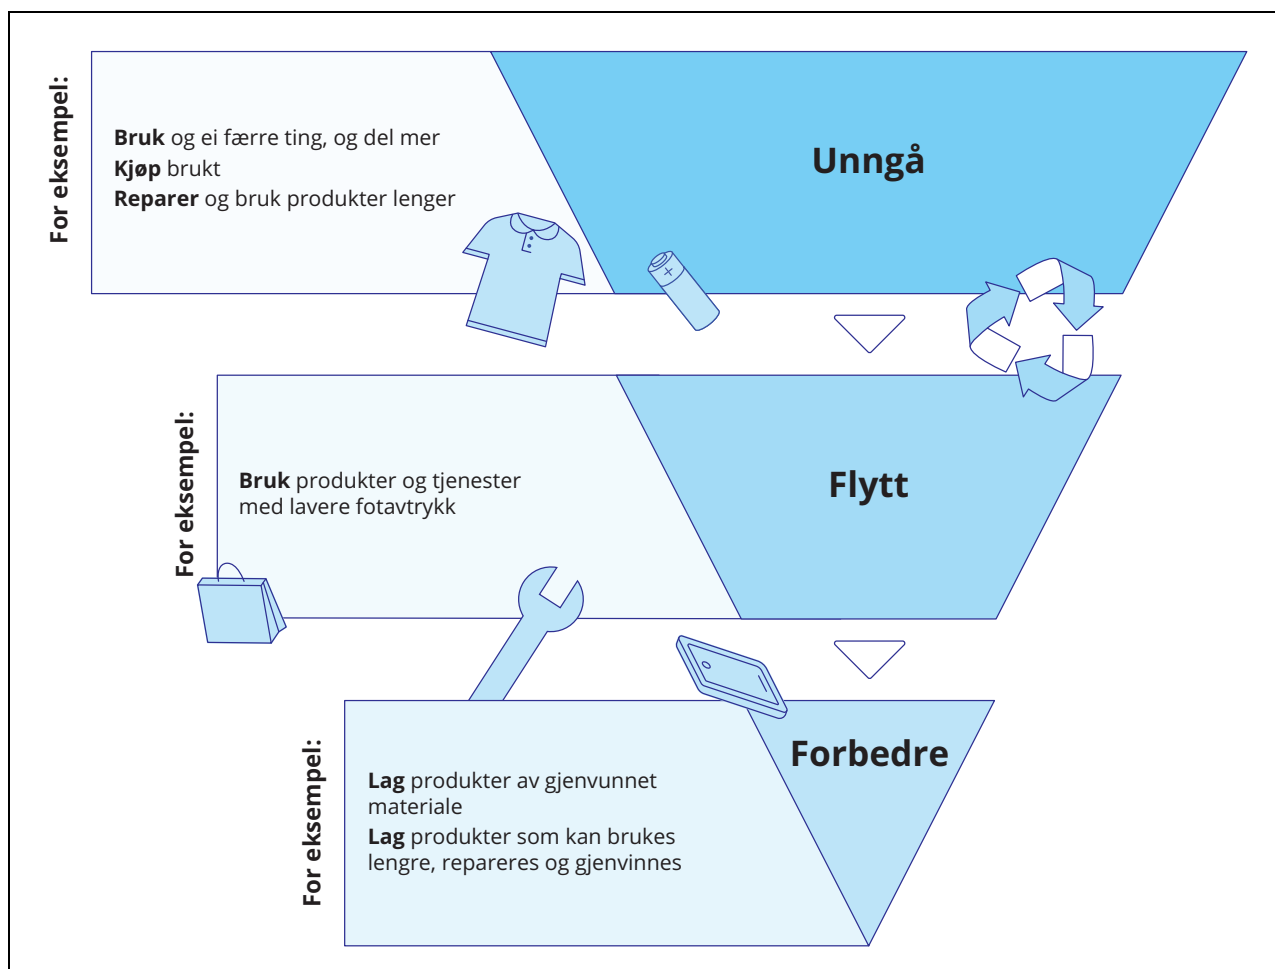 For eksempel:
Bruk og ei færre ting, og del mer
Kjøp brukt
Reparer og bruk produkter lenger
Unngå
For eksempel:
Bruk produkter og tjenester
med lavere fotavtrykk
Flytt
For eksempel:
Lag produkter av gjenvunnet
materiale
Lag produkter som kan brukes
lengre, repareres og gjenvinnes
Forbedre